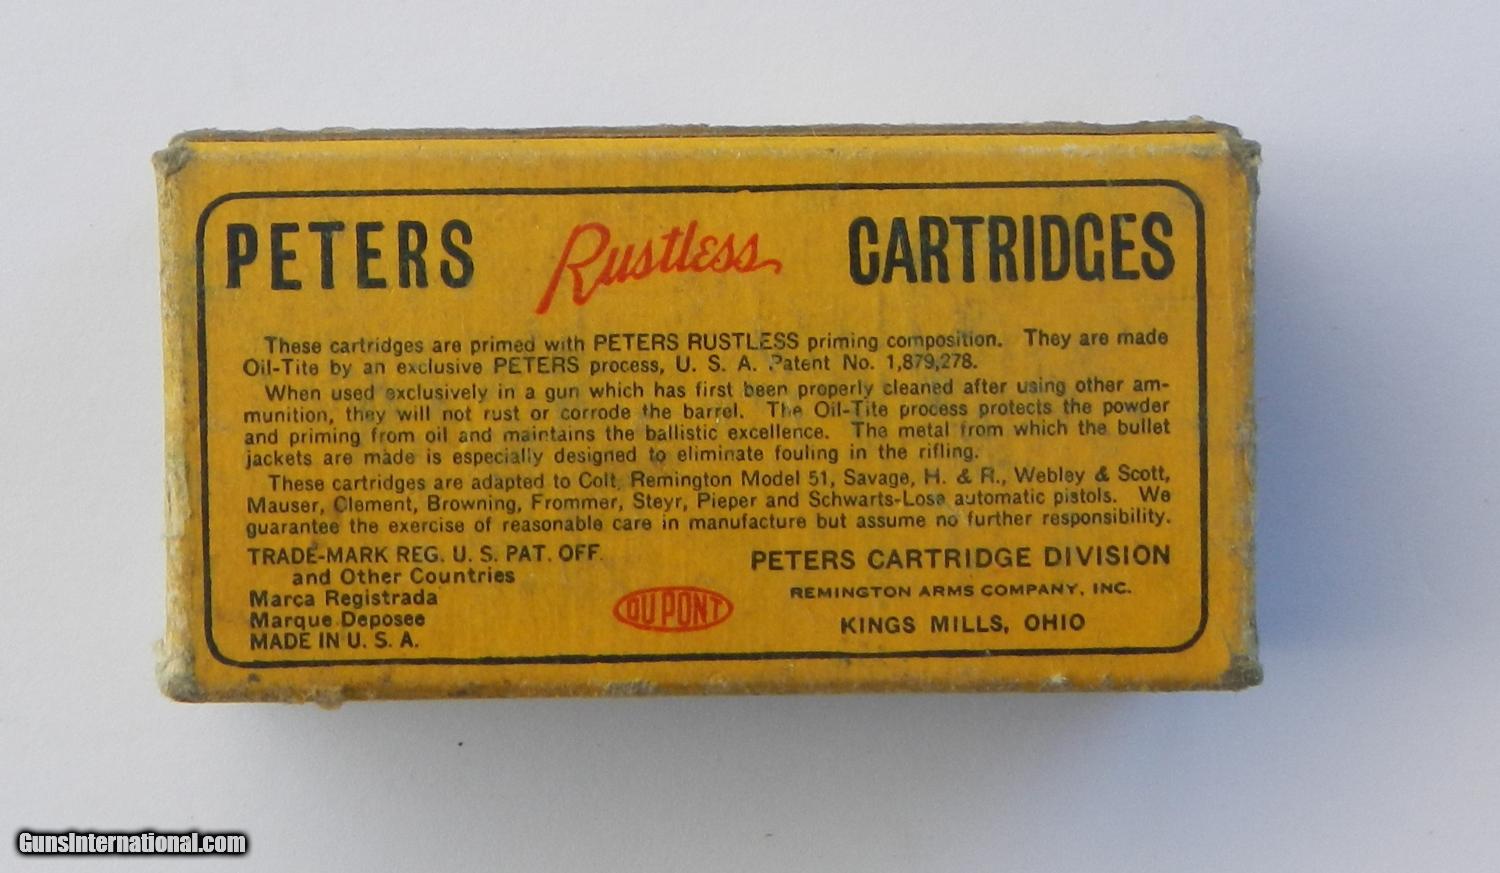 PETERS Rustless CARTRIDGES
These cartridges are primed with PETERS RUSTLESS priming composition. They are made
Oil-Tite by an exclusive PETERS process, U. S. A. Patent No. 1,879,278.
When used exclusively in a gun which has first been properly cleaned after using other am-
munition, they will not rust or corrode the barrel. The Oil-Tite process protects the powder
and priming from oil and maintains the ballistic excellence. The metal from which the bullet
jackets are made is especially designed to eliminate fouling in the rifling.
These cartridges are adapted to Colt, Remington Model 51, Savage, H. & R., Webley & Scott,
Mauser, Clement, Browning, Frommer, Steyr, Pieper and Schwarts-Lose automatic pistols. We
guarantee the exercise of reasonable care in manufacture but assume no further responsibility.
TRADE-MARK REG. U. S. PAT. OFF.
and Other Countries
Marca Registrada
Marque Deposee
MADE IN U. S. A.
DU PONT
PETERS CARTRIDGE DIVISION
REMINGTON ARMS COMPANY, INC.
KINGS MILLS, OHIO
GunsInternational.com